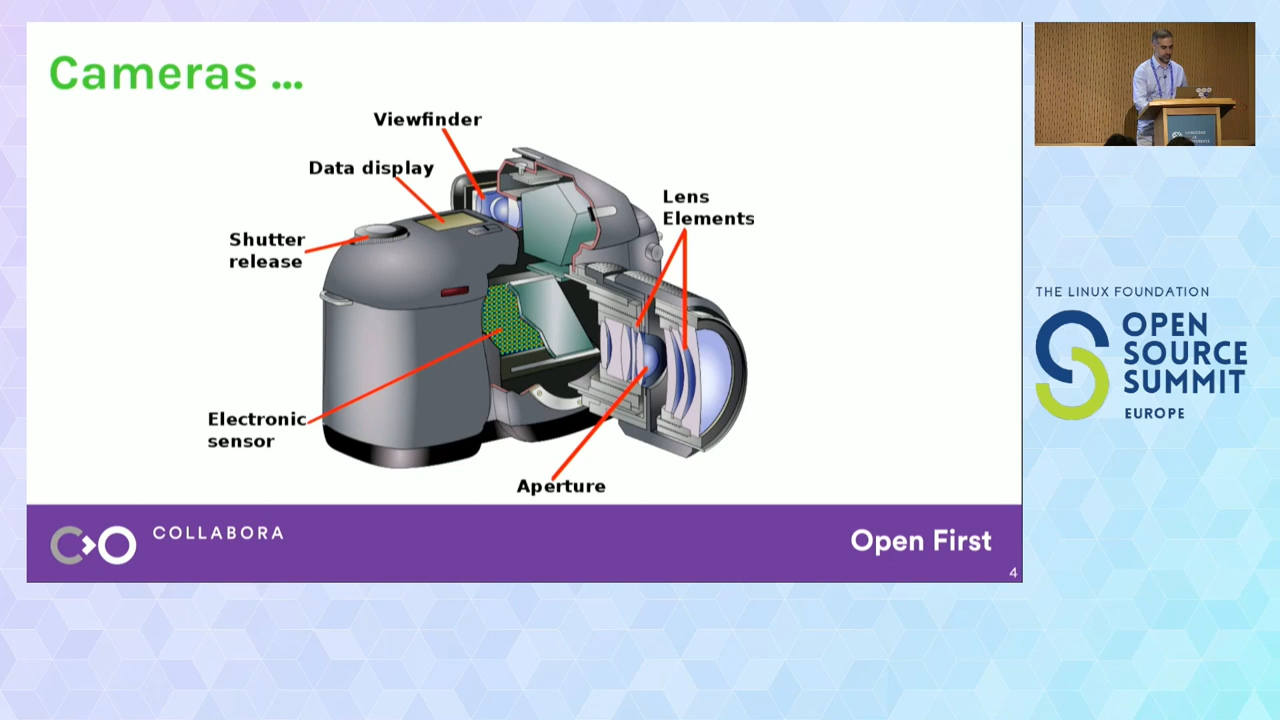 Cameras ...
Viewfinder
Data display
Shutter
release
Lens
Elements
Electronic
sensor
Aperture
COLLABORA
Open First
4
THE LINUX FOUNDATION
OPEN
SOURCE
SUMMIT
EUROPE